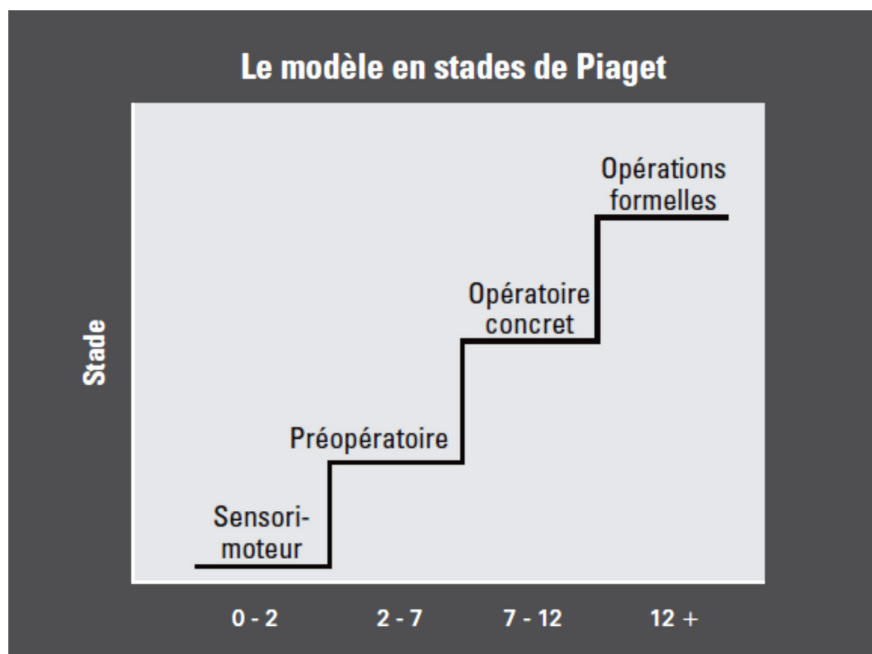 Le modèle en stades de Piaget
Opérations
formelles
Opératoire
concret
Préopératoire
Sensori-
moteur
Stade
0 - 2
2 - 7
7 - 12
12 +